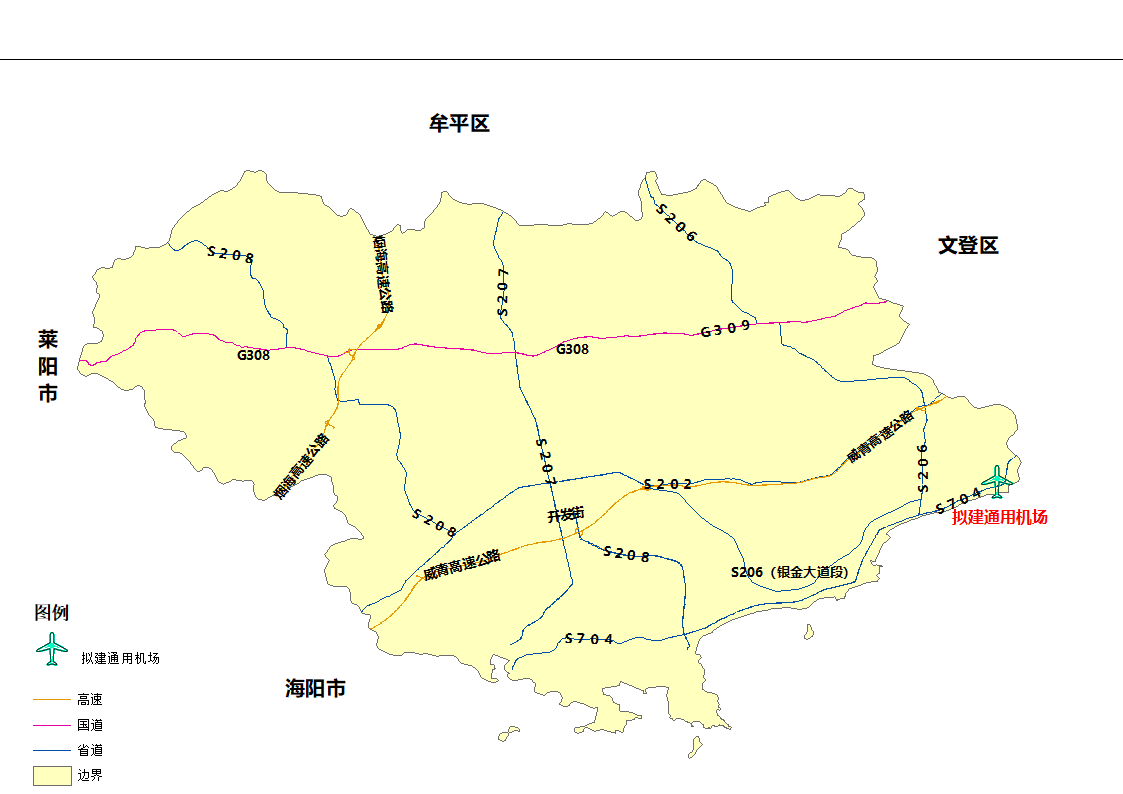 牟平区
文登区
莱阳市
S208
烟海高速公路
S207
S206
G309
G308
G308
烟海高速公路
S207
威青高速公路
S206
S202
S704
拟建通用机场
S208
开发街
S208
威青高速公路
S206（银金大道段）
S704
海阳市
图例
拟建通用机场
高速
国道
省道
边界